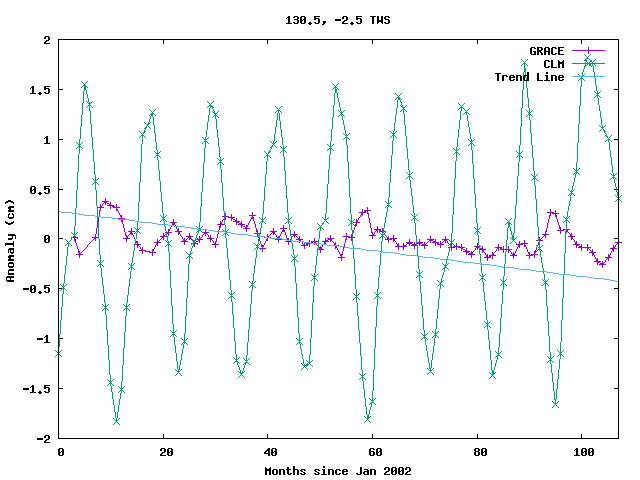 130.5, -2.5 TWS
GRACE
CLM
Trend Line
2
1.5
1
0.5
0
-0.5
-1
-1.5
-2
Anomaly (cm)
0 20 40 60 80 100
Months since Jan 2002